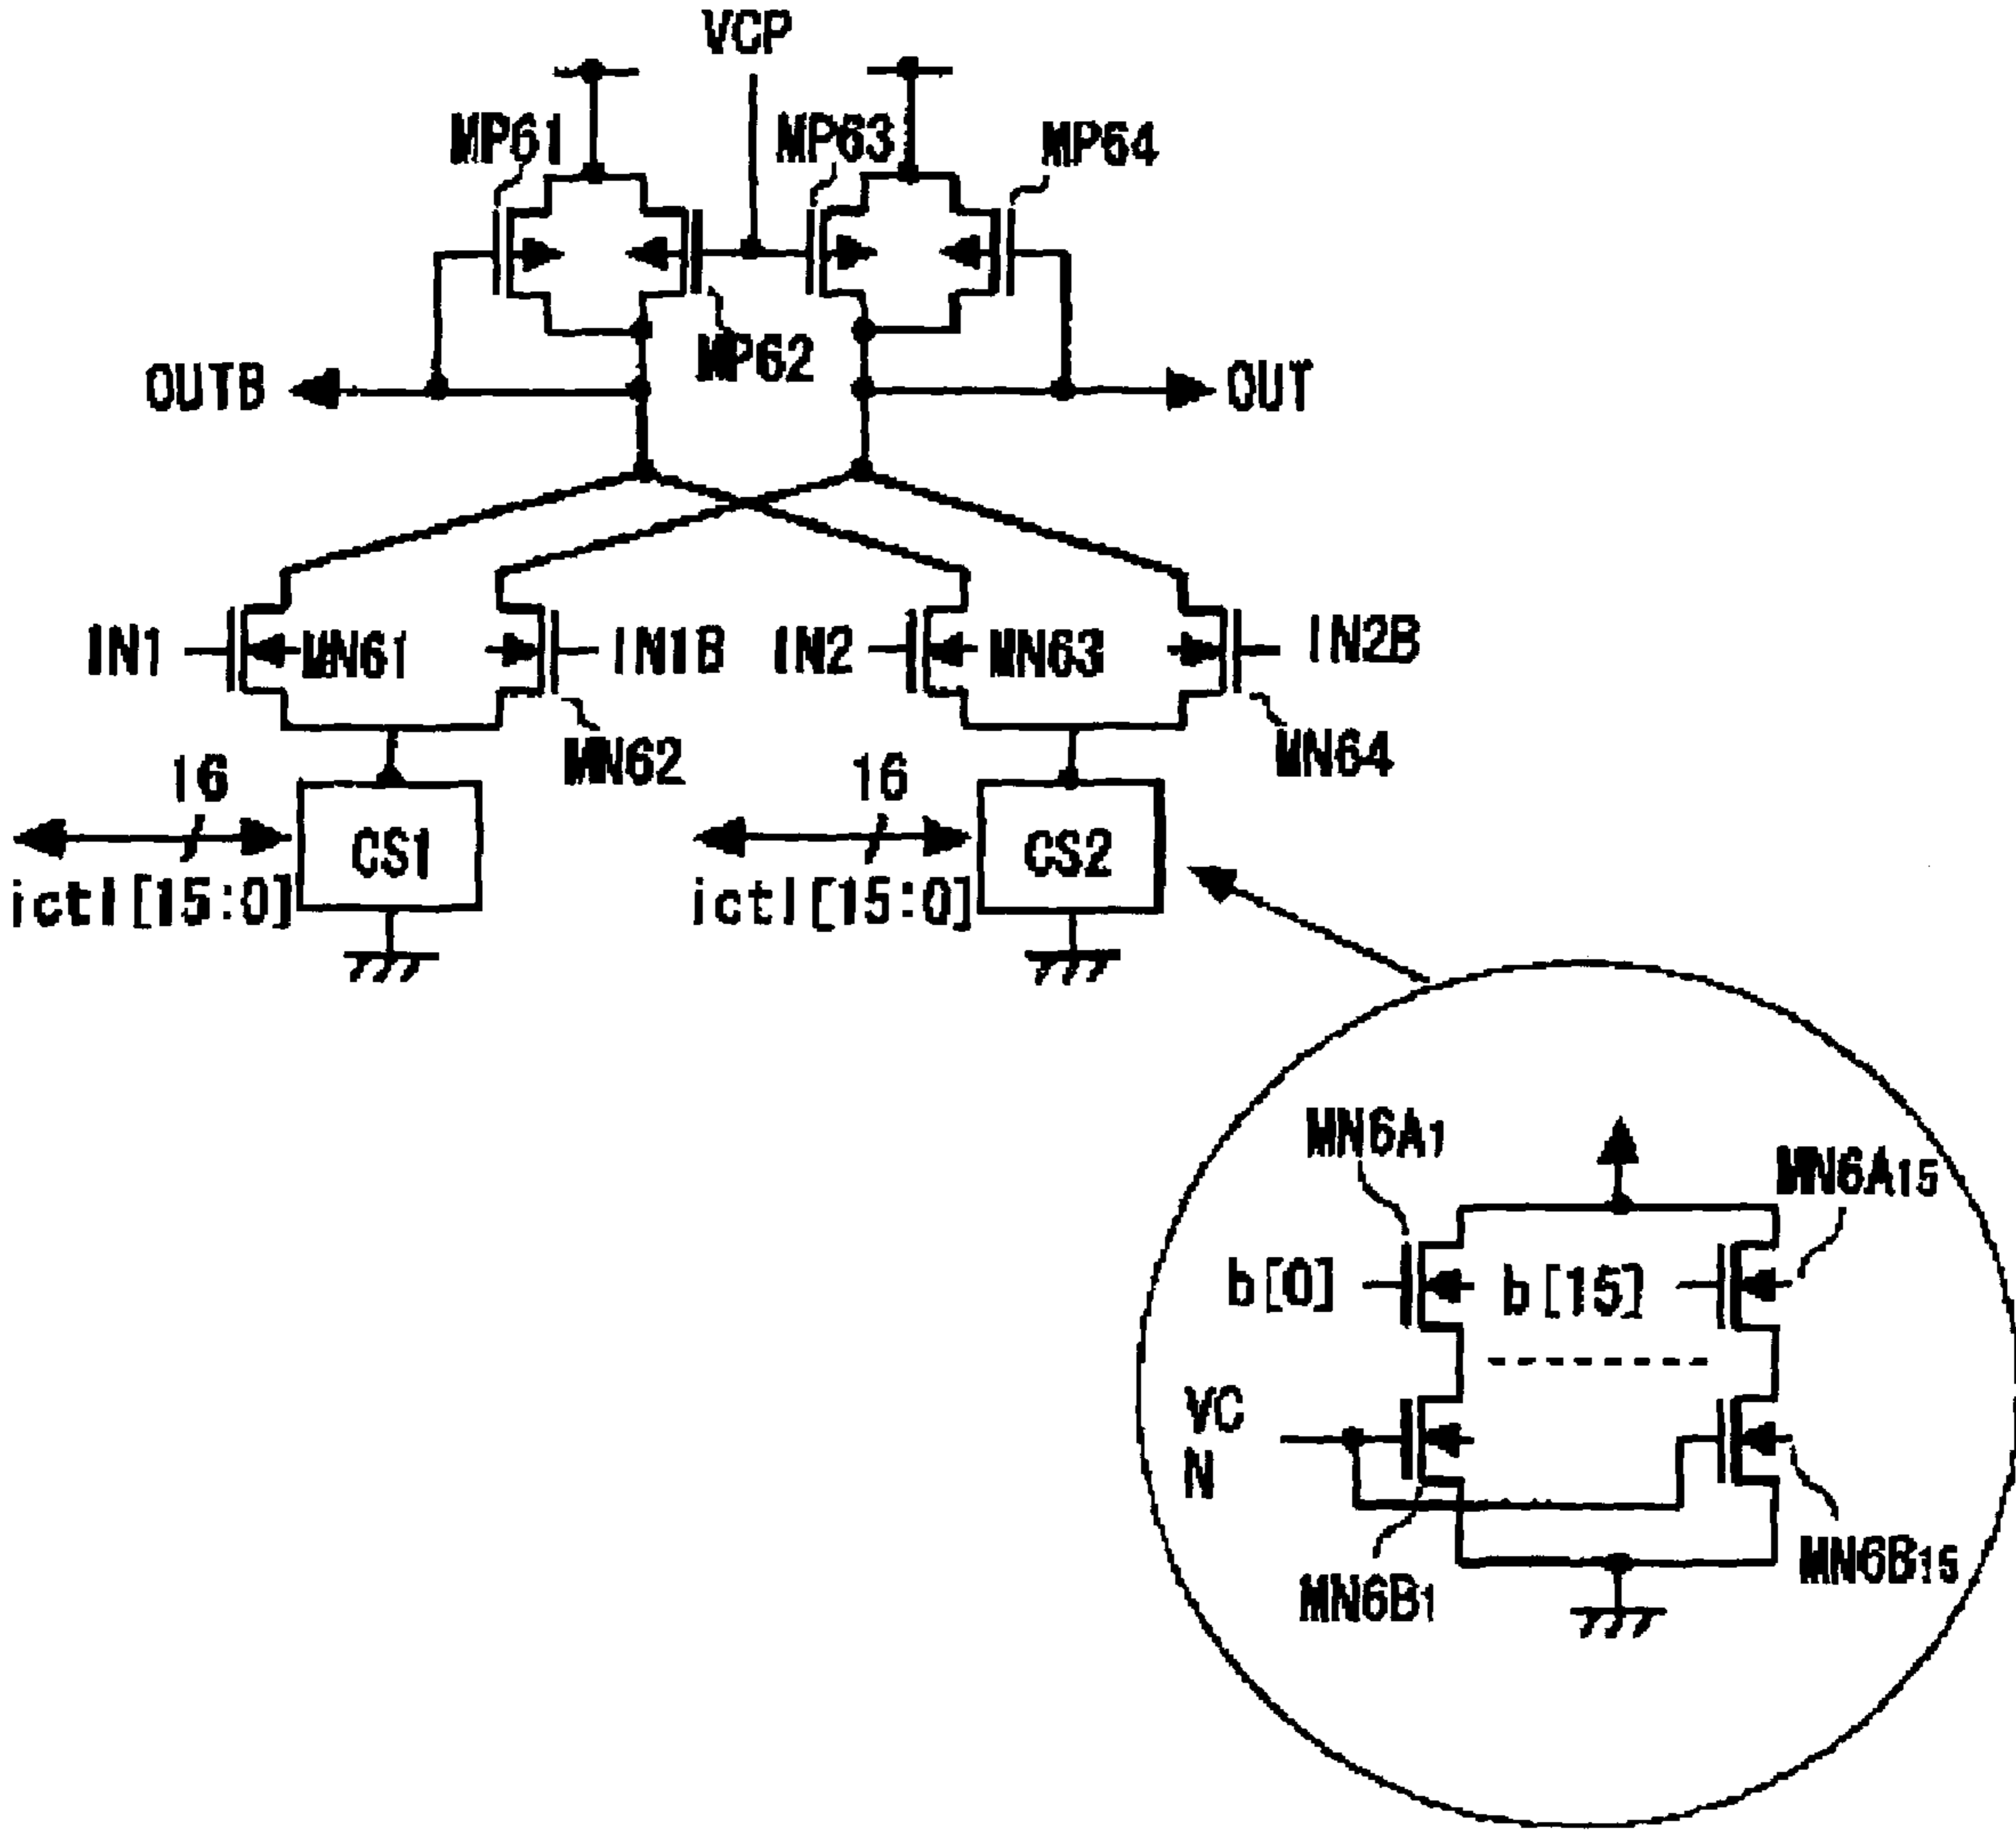 VCP
MP61
MP63
MP64
MP62
OUTB
OUT
IN1
MN61
IN1B
IN2
MN63
IN2B
MN62
MN64
16
16
CS1
CS2
ictl[15:0]
ictl[15:0]
MN6A1
MN6A15
b[0]
b[15]
VC
N
MN6B1
MN6B15